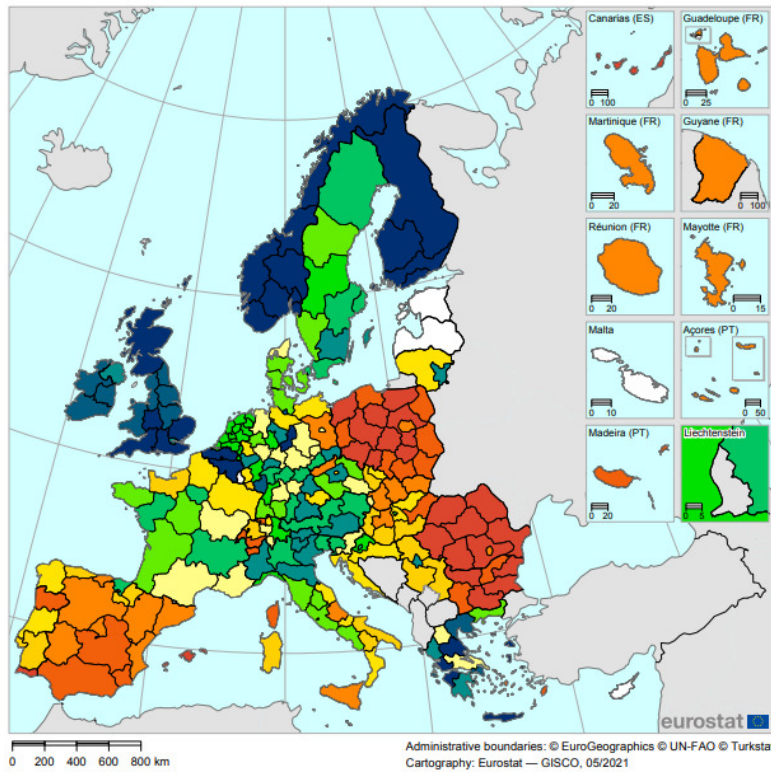 Canarias (ES)
0 100
Guadeloupe (FR)
0 25
Martinique (FR)
0 20
Guyane (FR)
0 100
Réunion (FR)
0 20
Mayotte (FR)
0 15
Malta
0 10
Açores (PT)
0 50
Madeira (PT)
0 20
Liechtenstein
0 5
eurostat
0 200 400 600 800 km
Administrative boundaries: © EuroGeographics © UN-FAO © Turksta
Cartography: Eurostat — GISCO, 05/2021